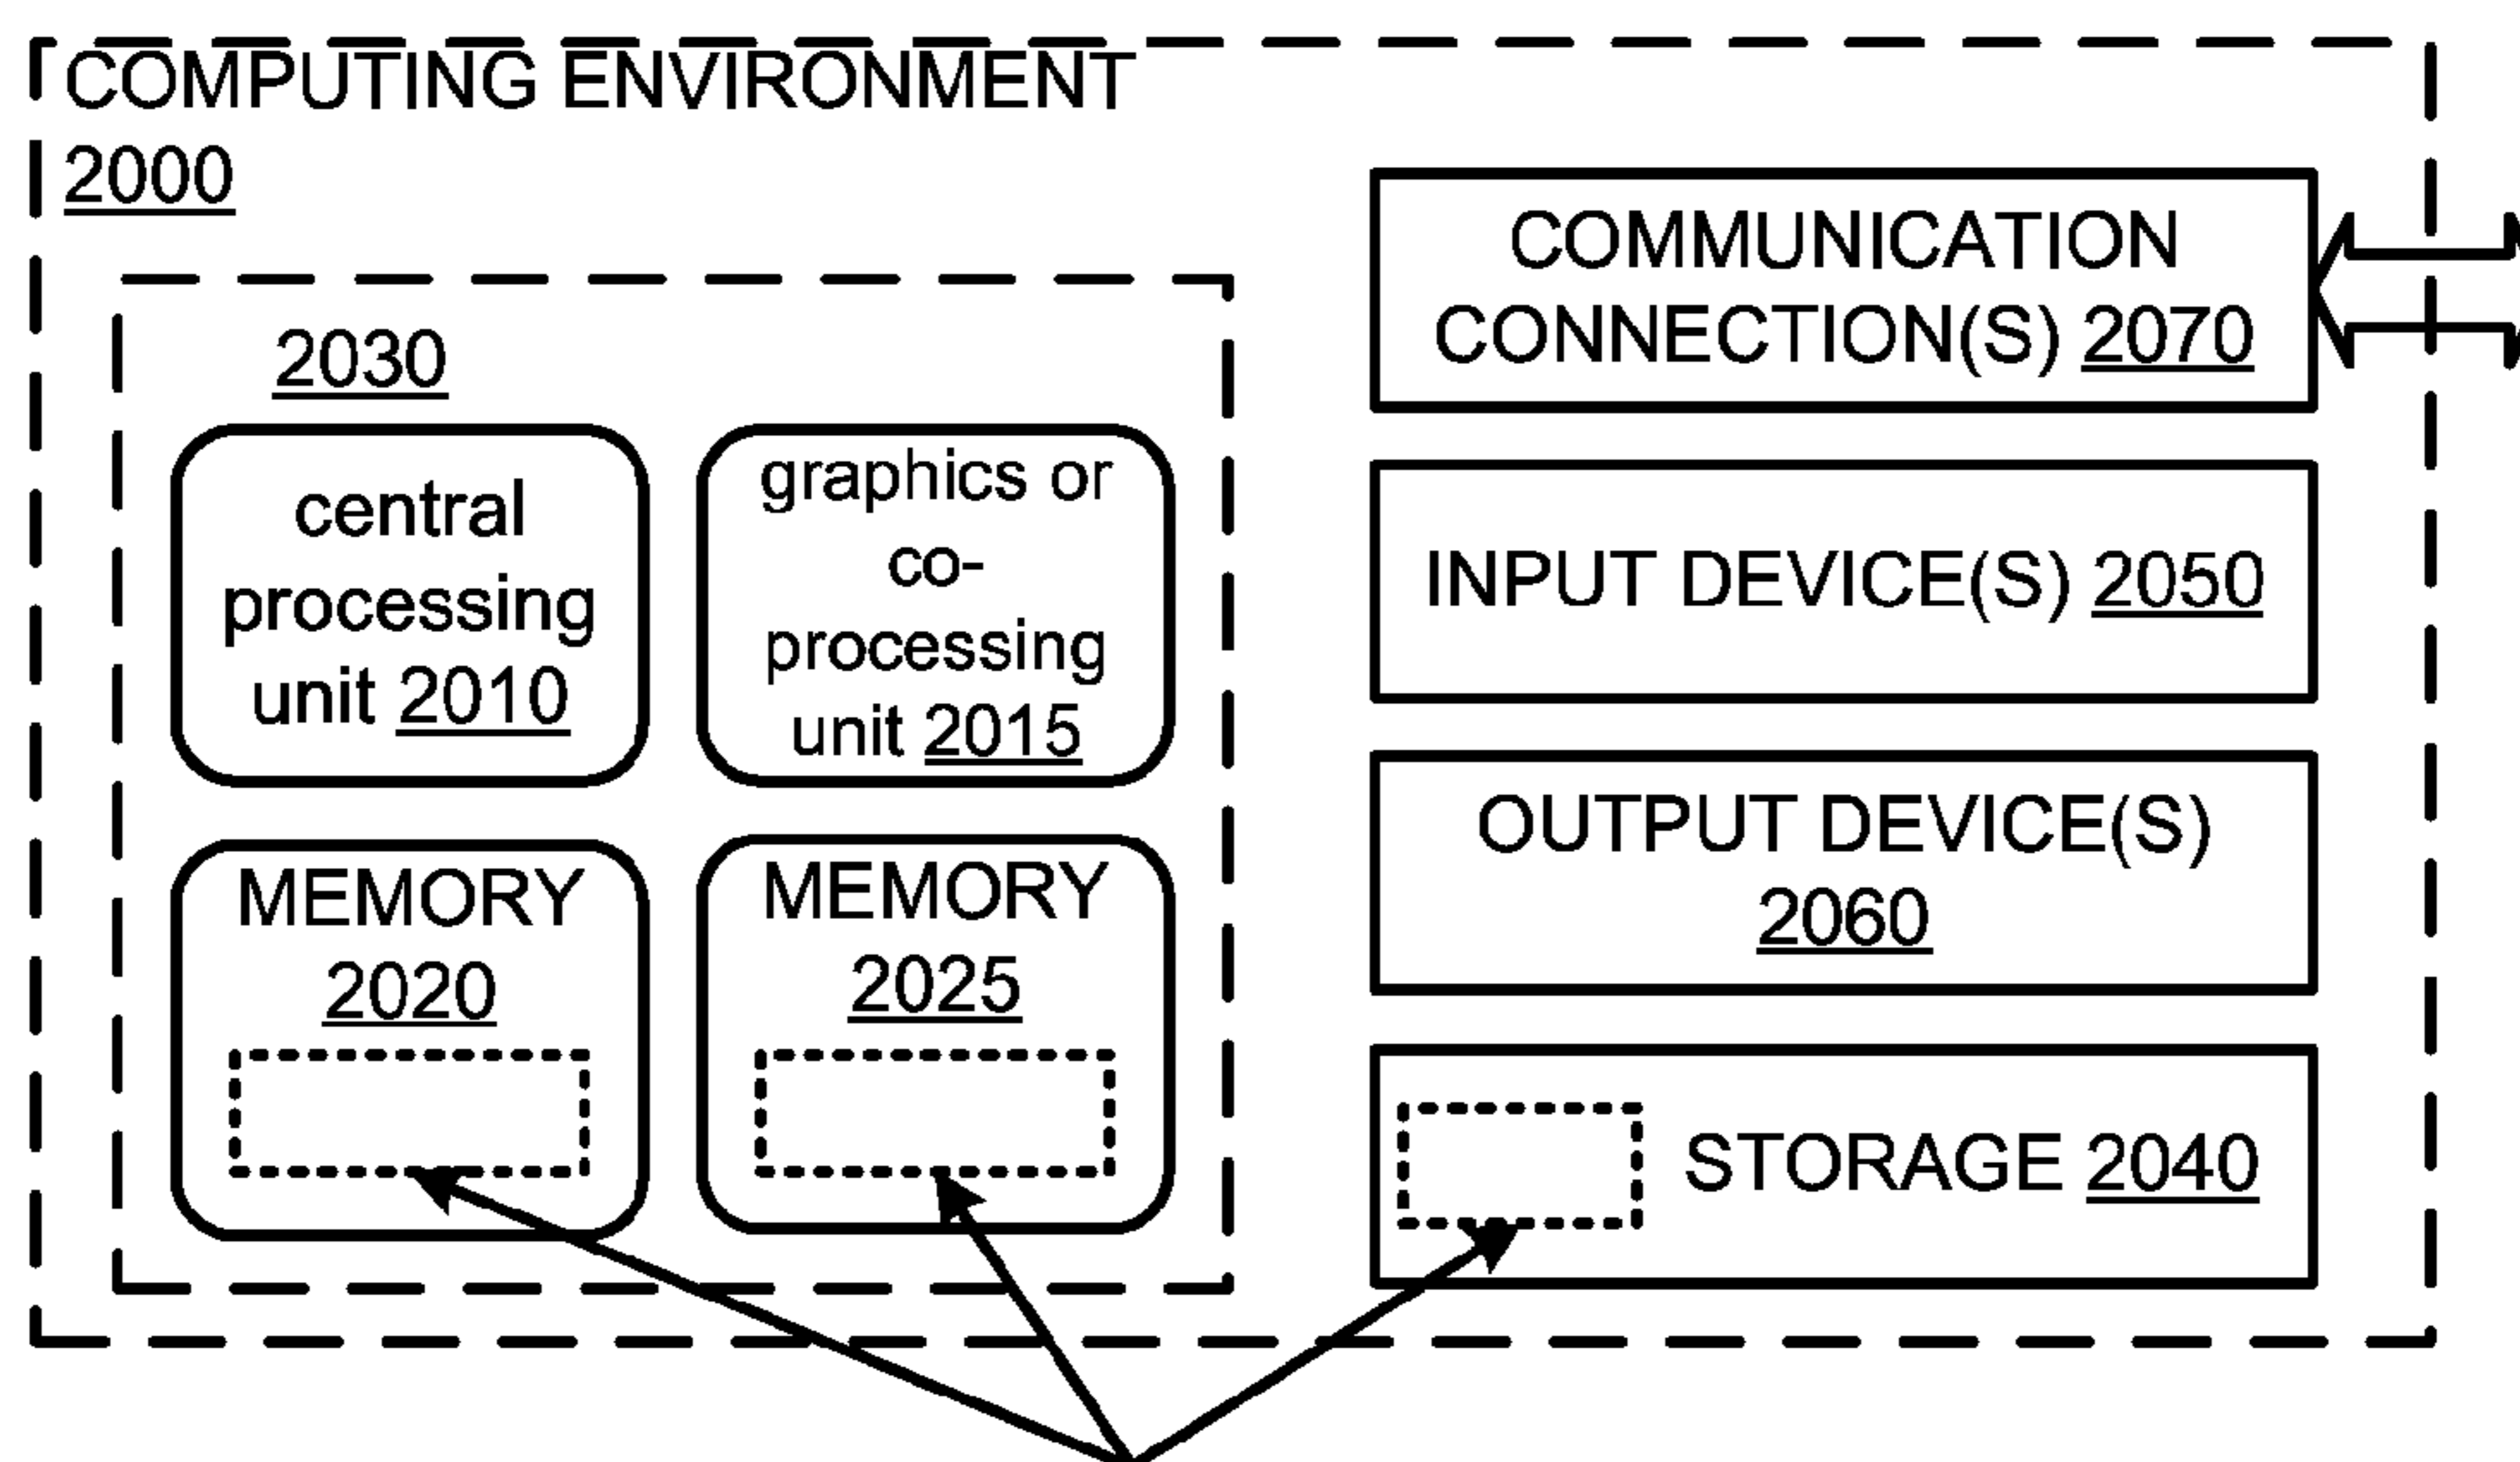 COMPUTING ENVIRONMENT
2000
2030
central
processing
unit 2010
graphics or
co-
processing
unit 2015
MEMORY
2020
MEMORY
2025
COMMUNICATION
CONNECTION(S) 2070
INPUT DEVICE(S) 2050
OUTPUT DEVICE(S)
2060
STORAGE 2040